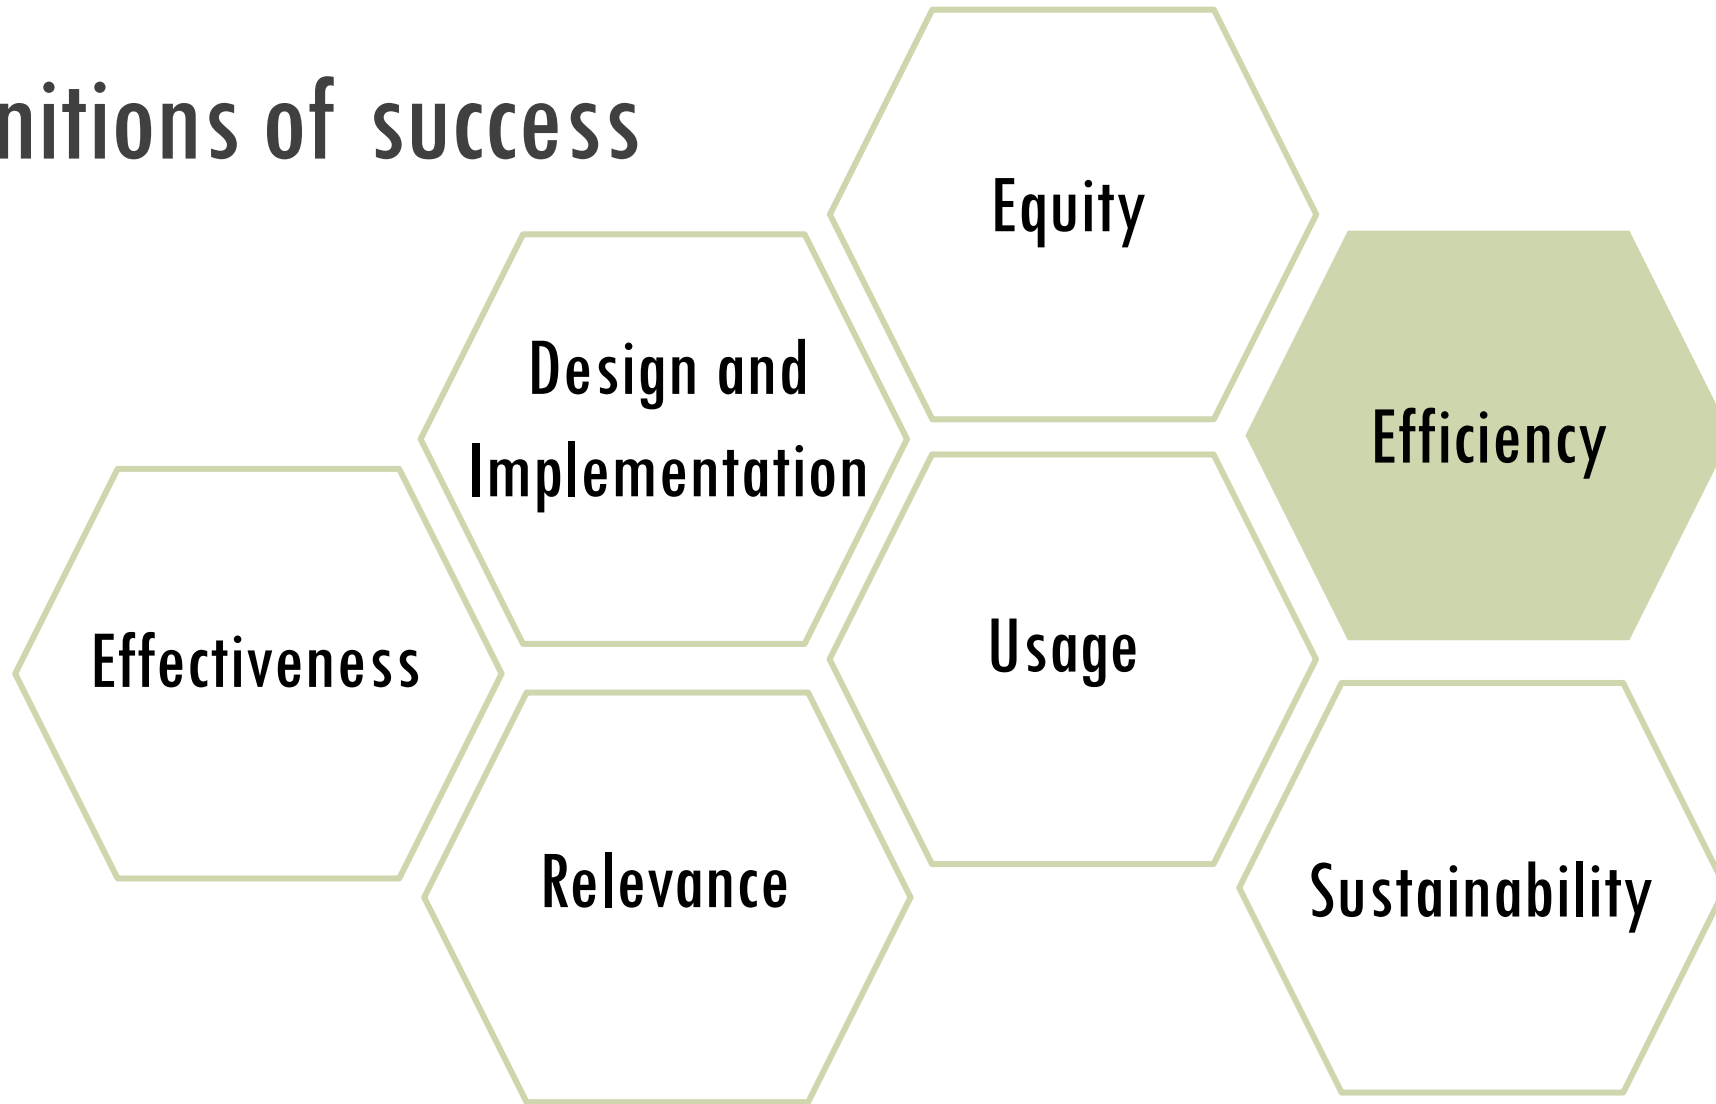 nitions of success
Equity
Design and
Implementation
Efficiency
Effectiveness
Usage
Relevance
Sustainability